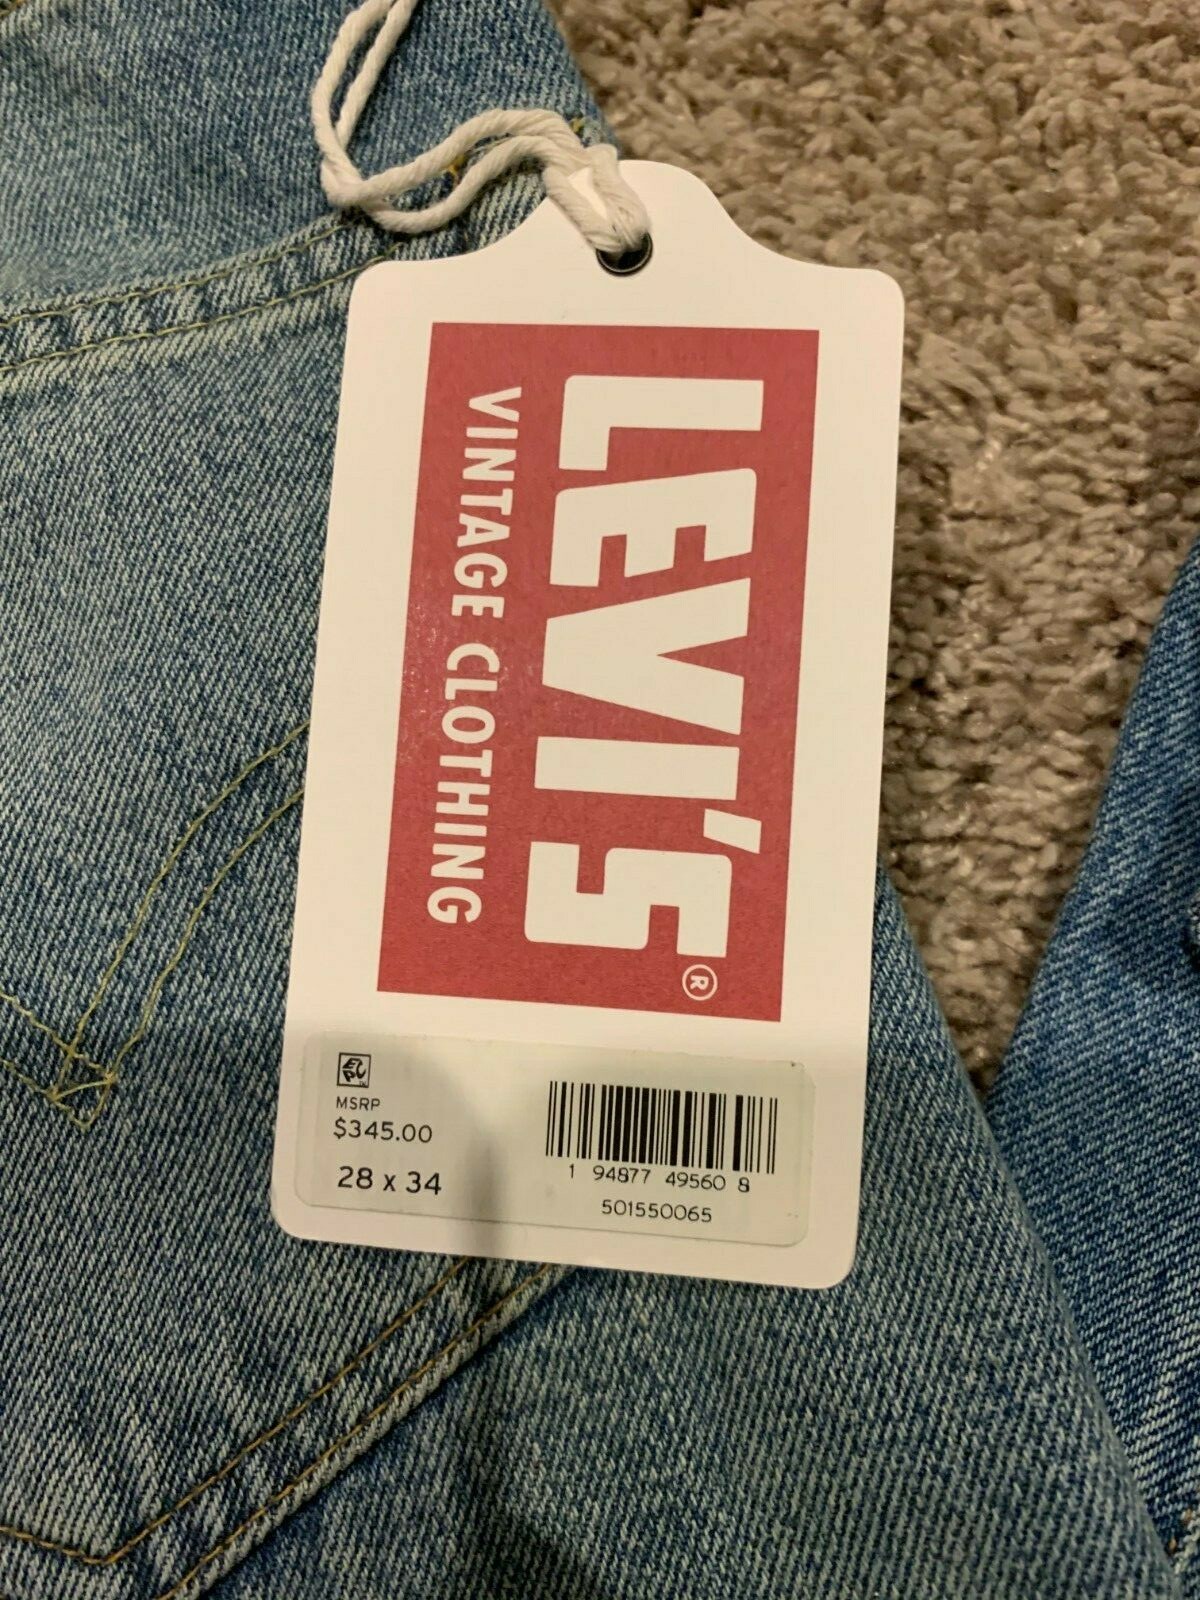 LEVI'S®
VINTAGE CLOTHING
MSRP
$345.00
28 x 34
1 94877 49560 8
501550065